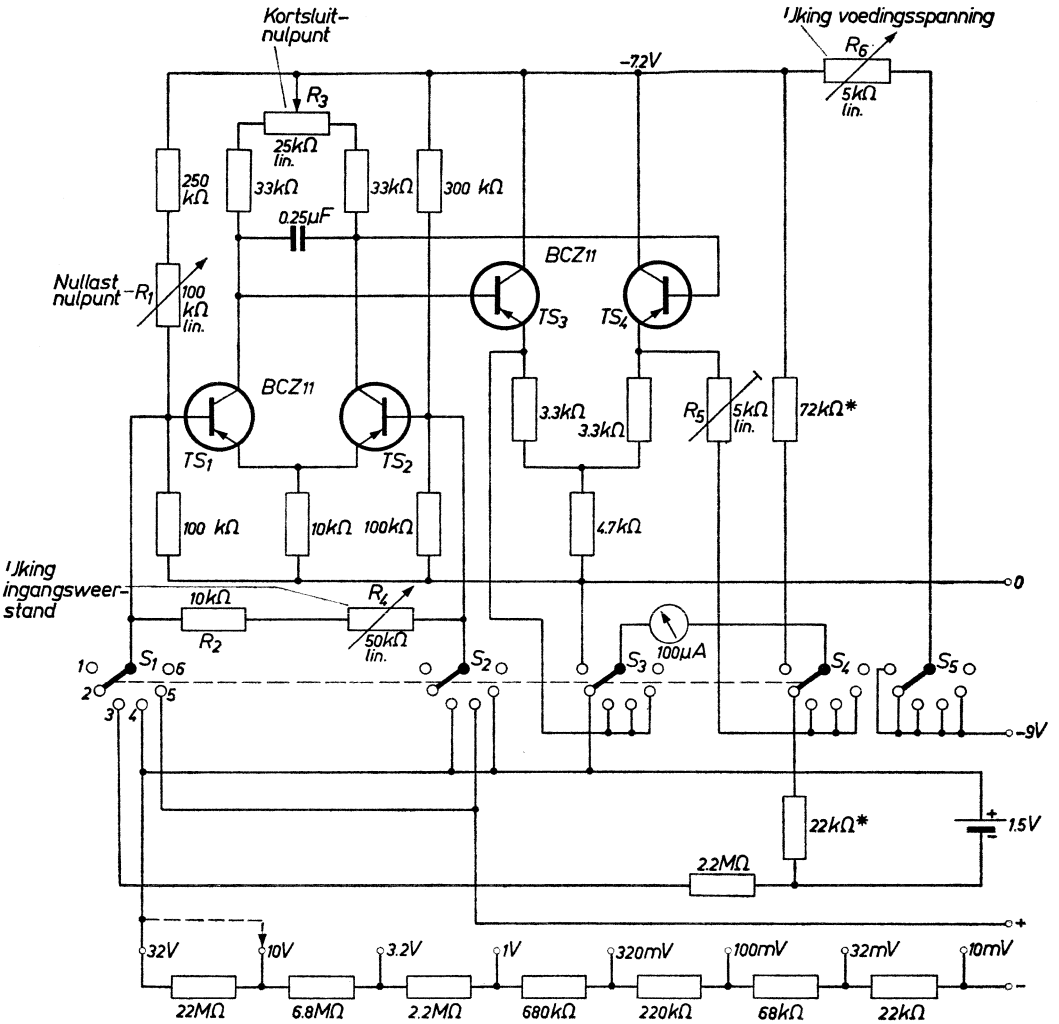 Kortsluit-
nulpunt
IJking voedingsspanning
R6
5kΩ
lin.
-7.2V
R3
25kΩ
lin.
250
kΩ
33kΩ
33kΩ
300 kΩ
0.25µF
BCZ11
Nullast
nulpunt
R1
100
kΩ
lin.
TS3
TS4
BCZ11
3.3kΩ
3.3kΩ
R5
5kΩ
lin.
72kΩ*
TS1
TS2
100 kΩ
10kΩ
100kΩ
4.7kΩ
0
IJking
ingangsweer-
stand
10kΩ
R2
R4
50kΩ
lin.
100µA
1
2
3
4
5
6
S1
S2
S3
S4
S5
-9V
22kΩ*
+
-
1.5V
2.2MΩ
+
32V
10V
3.2V
1V
320mV
100mV
32mV
10mV
-
22MΩ
6.8MΩ
2.2MΩ
680kΩ
220kΩ
68kΩ
22kΩ